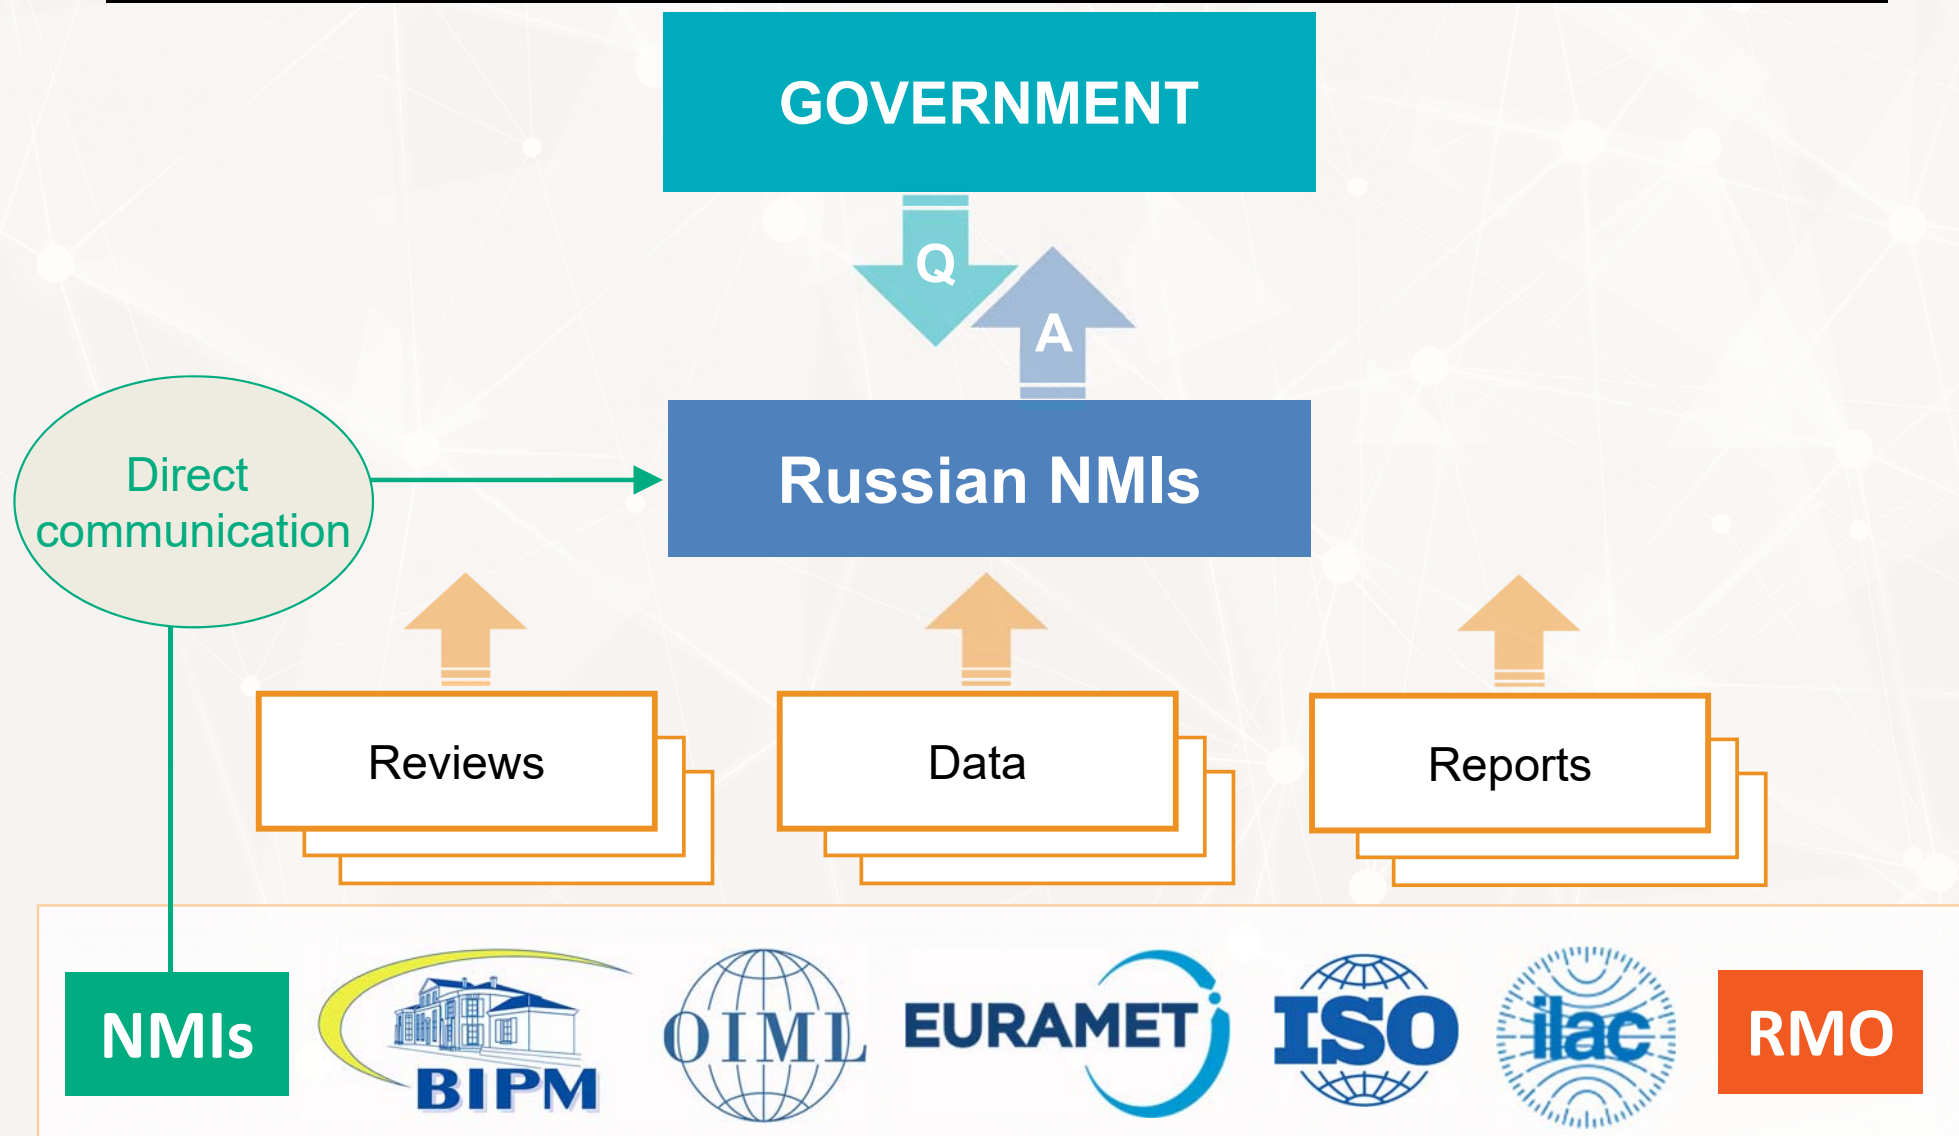 GOVERNMENT
Q
A
Direct
communication
Russian NMIs
Reviews
Data
Reports
NMIs
BIPM
OIML
EURAMET
ISO
ilac
RMO